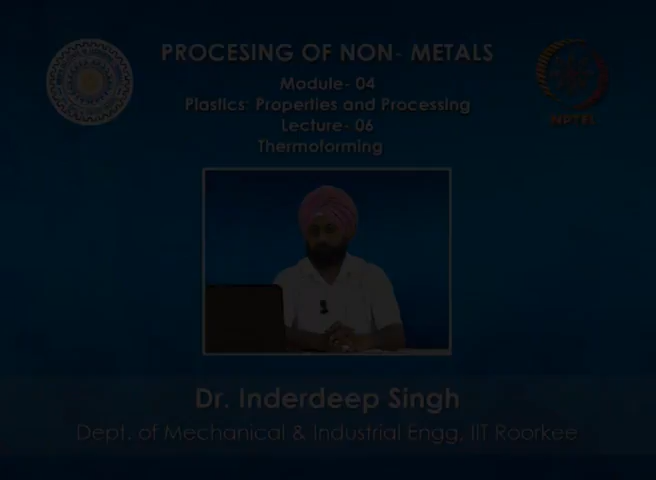 PROCESING OF NON- METALS
Module- 04
Plastics: Properties and Processing
Lecture- 06
Thermoforming
NPTEL
Dr. Inderdeep Singh
Dept. of Mechanical & Industrial Engg, IIT Roorkee